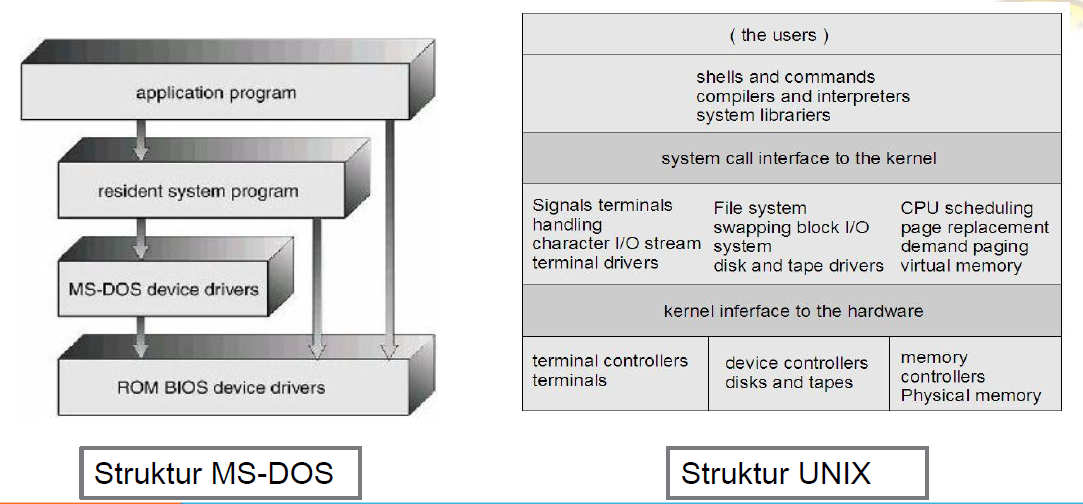 application program
resident system program
MS-DOS device drivers
ROM BIOS device drivers
Struktur MS-DOS
( the users )
shells and commands
compilers and interpreters
system librariers
system call interface to the kernel
Signals terminals
handling
character I/O stream
terminal drivers
File system
swapping block I/O
system
disk and tape drivers
CPU scheduling
page replacement
demand paging
virtual memory
kernel inferface to the hardware
terminal controllers
terminals
device controllers
disks and tapes
memory
controllers
Physical memory
Struktur UNIX